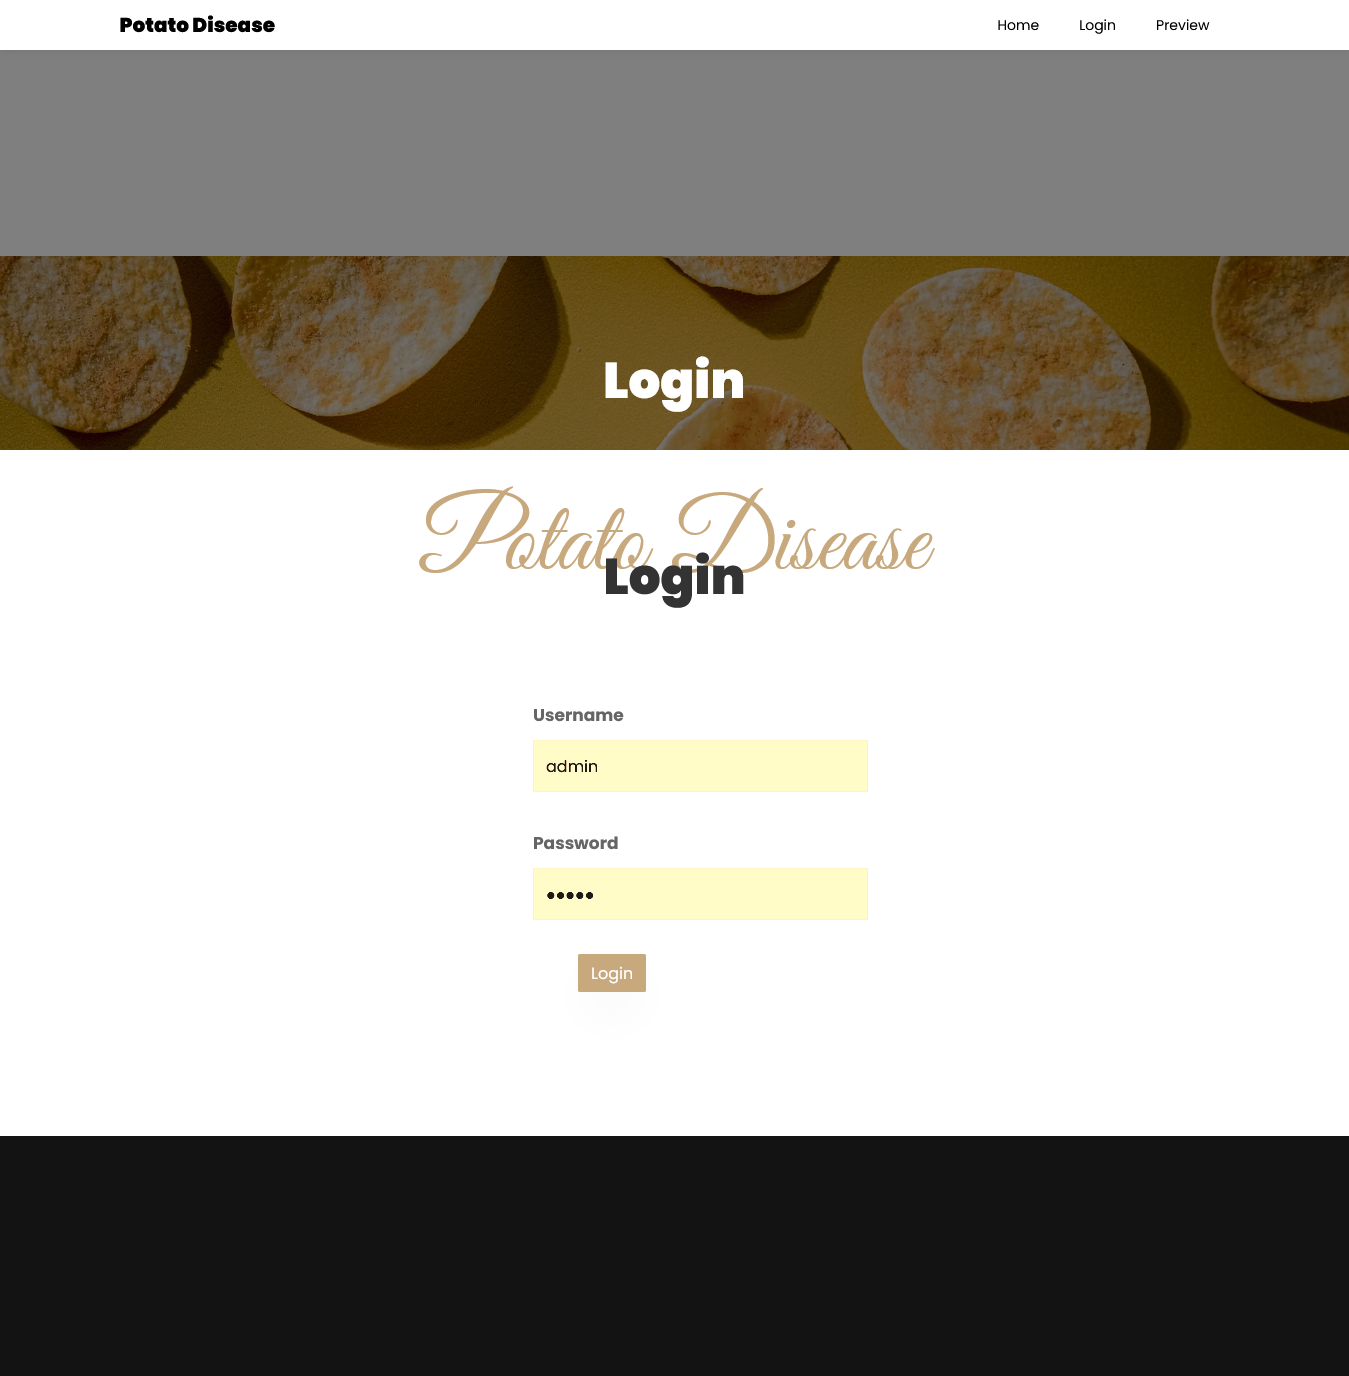 Potato Disease Home Login Preview
Login
Potato Disease
Login
Username
admin
Password
•••••
Login